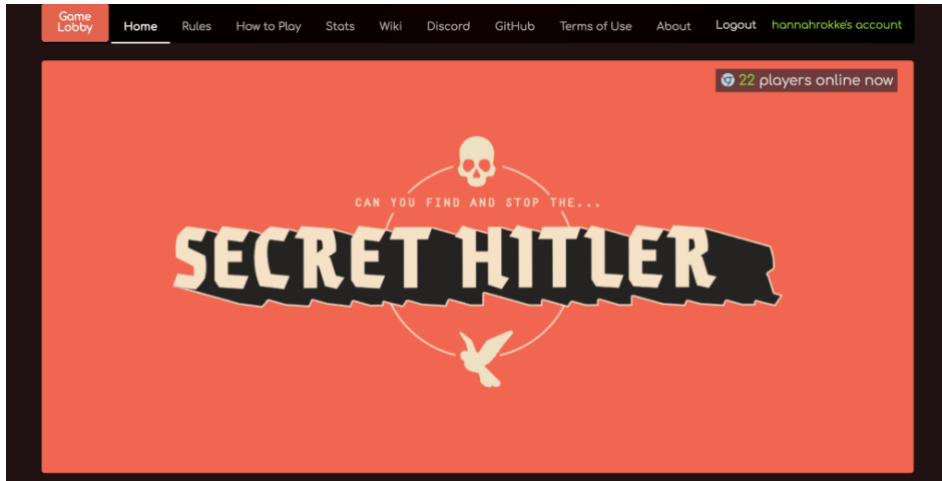 Game
Lobby
Home Rules How to Play Stats Wiki Discord GitHub Terms of Use About Logout hannahrokke's account
22 players online now
CAN YOU FIND AND STOP THE...
SECRET HITLER